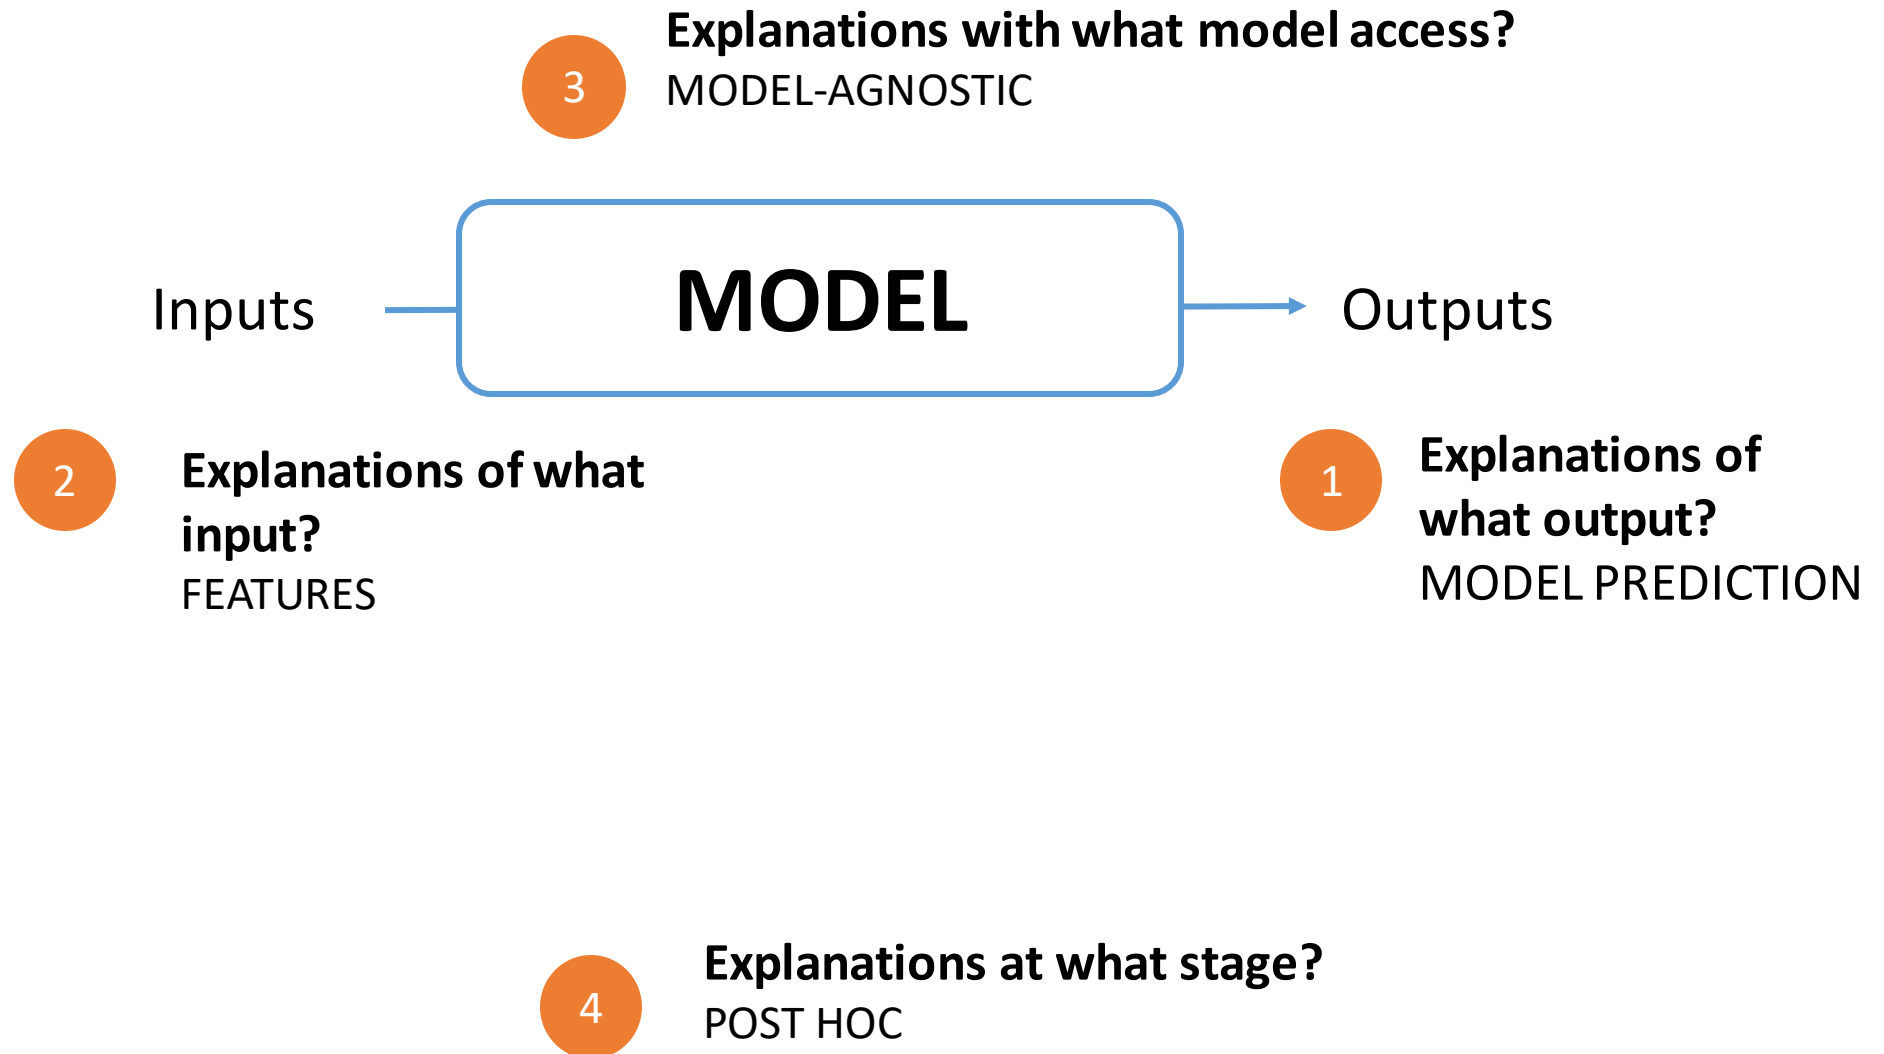 Explanations with what model access?
3
MODEL-AGNOSTIC
MODEL
Inputs
Outputs
2
Explanations of what
input?
FEATURES
1
Explanations of
what output?
MODEL PREDICTION
4
Explanations at what stage?
POST HOC